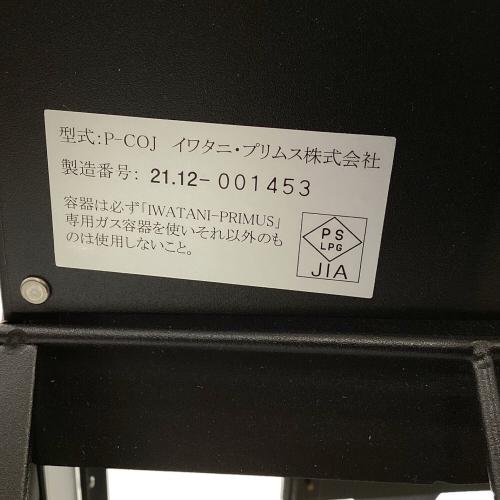 型式:P-COJ イワタニ・プリムス株式会社
製造番号: 21.12-001453
容器は必ず「IWATANI-PRIMUS」
専用ガス容器を使いそれ以外のも
のは使用しないこと。
PS
LPG
JIA